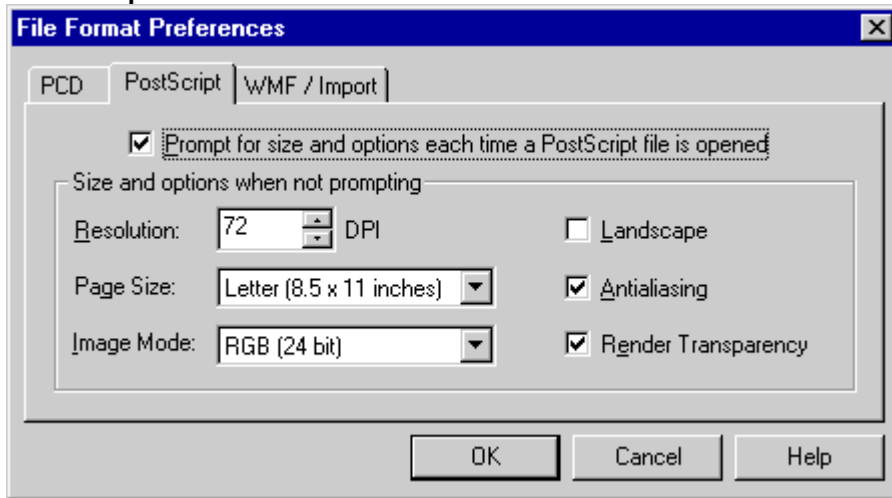 File Format Preferences
PCD PostScript WMF / Import
Prompt for size and options each time a PostScript file is opened
Size and options when not prompting
Resolution: 72 DPI Landscape
Page Size: Letter (8.5 x 11 inches) Antialiasing
Image Mode: RGB (24 bit) Render Transparency
OK Cancel Help